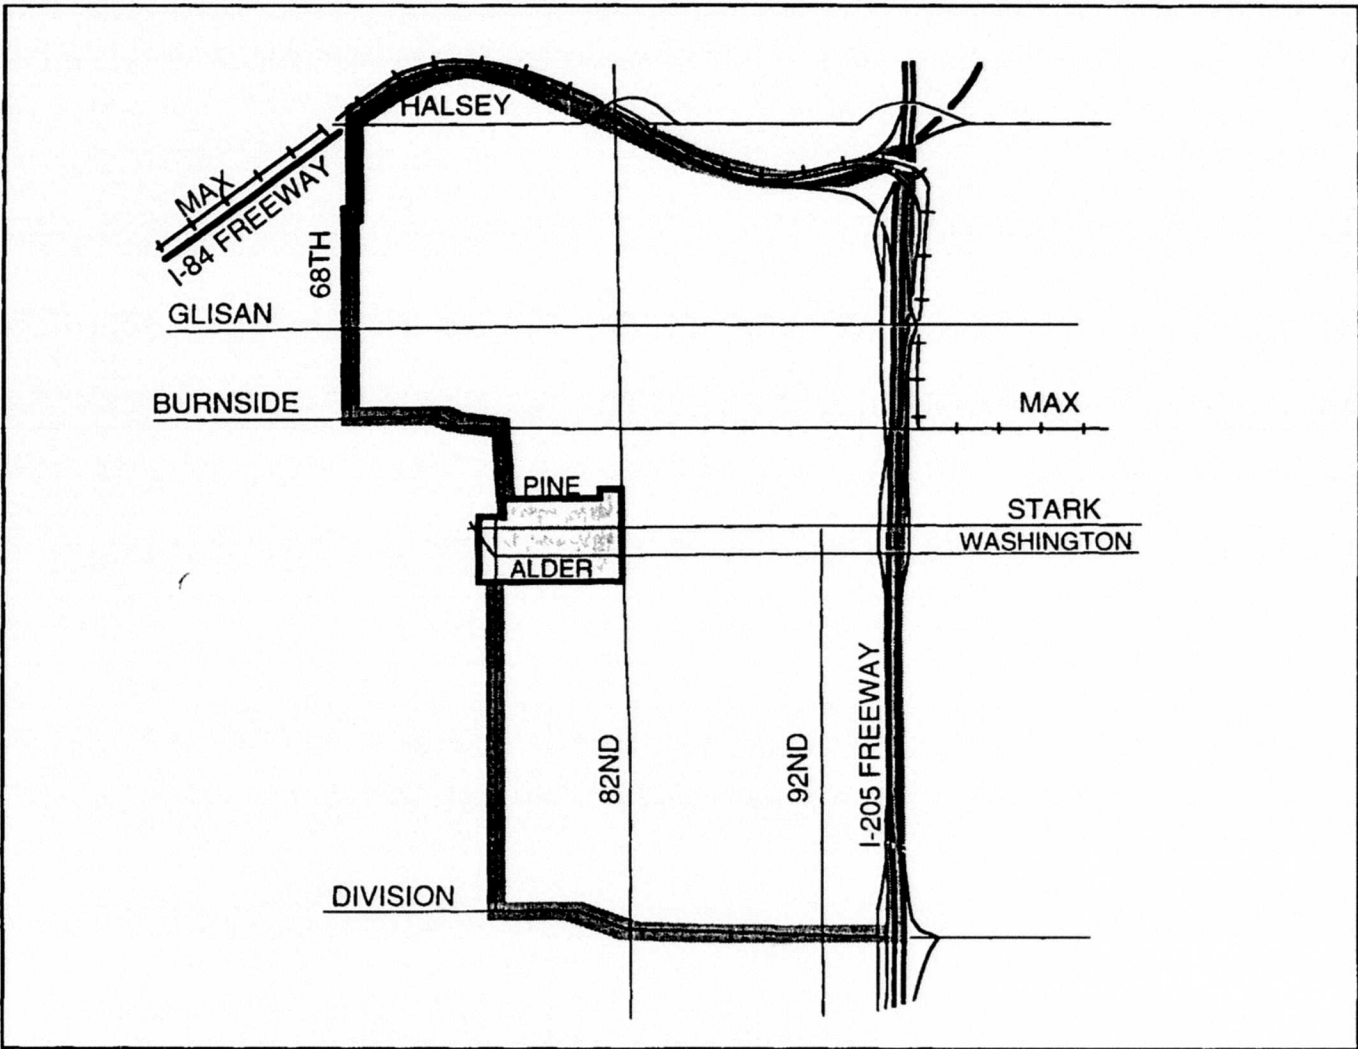 HALSEY
MAX
I-84 FREEWAY
68TH
GLISAN
BURNSIDE
MAX
PINE
STARK
WASHINGTON
ALDER
82ND
92ND
I-205 FREEWAY
DIVISION